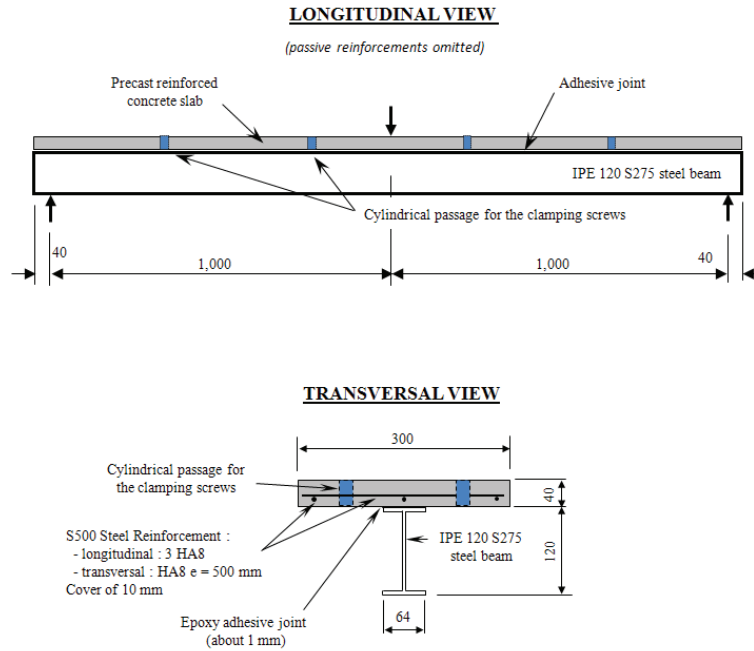 LONGITUDINAL VIEW
(passive reinforcements omitted)
Precast reinforced
concrete slab
Adhesive joint
IPE 120 S275 steel beam
Cylindrical passage for the clamping screws
40
1,000
1,000
40
TRANSVERSAL VIEW
300
Cylindrical passage for
the clamping screws
40
S500 Steel Reinforcement :
- longitudinal : 3 HA8
- transversal : HA8 e = 500 mm
Cover of 10 mm
IPE 120 S275
steel beam
120
Epoxy adhesive joint
(about 1 mm)
64